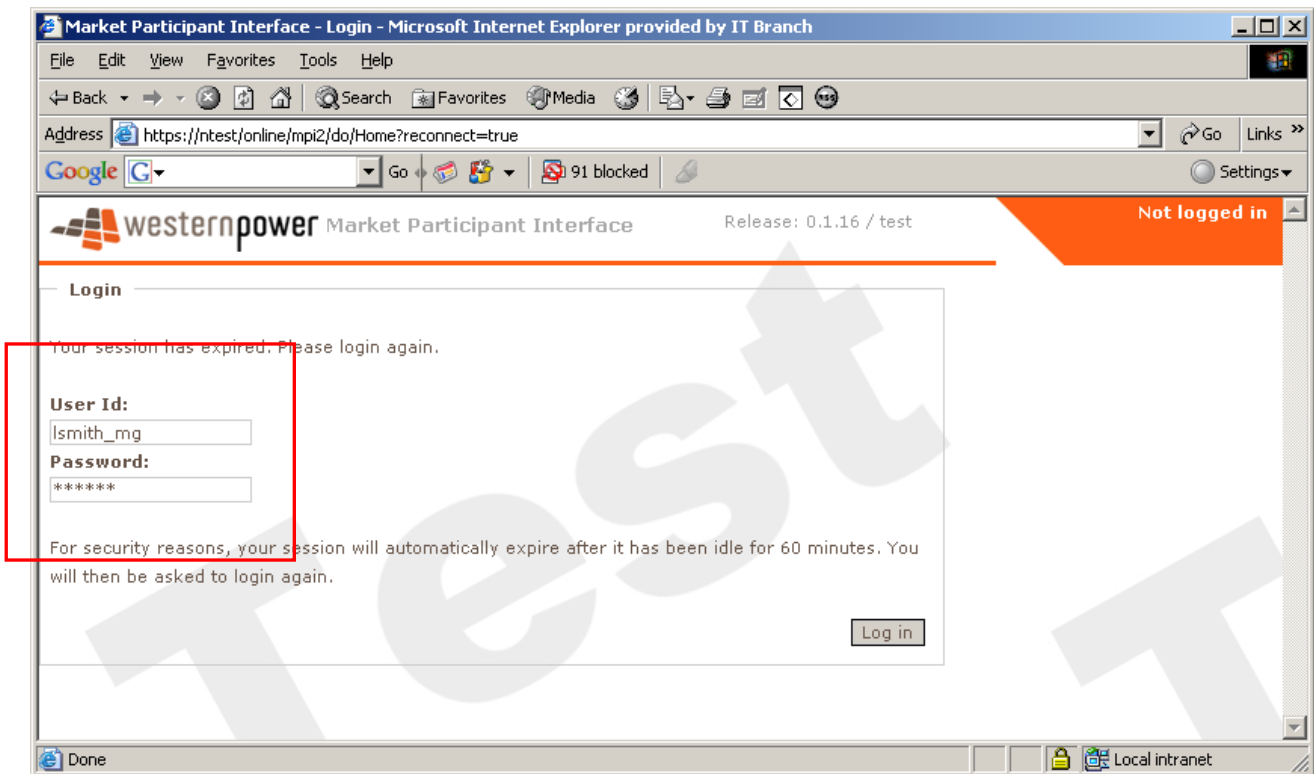 Market Participant Interface - Login - Microsoft Internet Explorer provided by IT Branch
File Edit View Favorites Tools Help
Back Search Favorites Media
Address https://ntest/online/mpi2/do/Home?reconnect=true Go Links »
Google G Go 91 blocked Settings
westernpower Market Participant Interface Release: 0.1.16 / test Not logged in
Login
Your session has expired. Please login again.
User Id:
lsmith_mg
Password:
******
For security reasons, your session will automatically expire after it has been idle for 60 minutes. You
will then be asked to login again.
Log in
Test
T
Done Local intranet